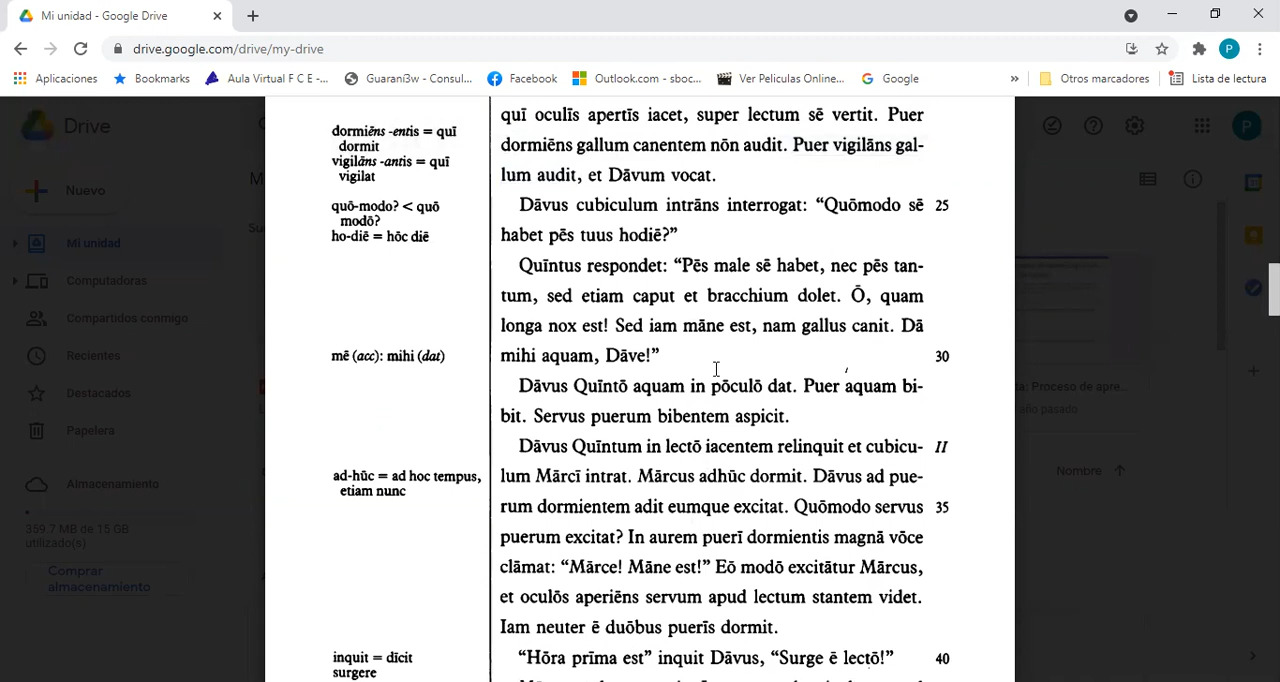 Mi unidad - Google Drive
drive.google.com/drive/my-drive
Aplicaciones Bookmarks Aula Virtual F C E -... Guarani3w - Consul... Facebook Outlook.com - sboc... Ver Peliculas Online... Google » Otros marcadores Lista de lectura
Drive
Nuevo
Mi unidad
Computadoras
Compartidos conmigo
Recientes
Destacados
Papelera
Almacenamiento
359.7 MB de 15 GB
utilizado(s)
Comprar
almacenamiento
dormiēns -entis = quī
dormit
vigilāns -antis = quī
vigilat
quō-modo? < quō
modō?
ho-diē = hōc diē
mē (acc): mihi (dat)
ad-hūc = ad hoc tempus,
etiam nunc
inquit = dīcit
surgere
quī oculīs apertīs iacet, super lectum sē vertit. Puer
dormiēns gallum canentem nōn audit. Puer vigilāns gal-
lum audit, et Dāvum vocat.
Dāvus cubiculum intrāns interrogat: “Quōmodo sē 25
habet pēs tuus hodiē?”
Quīntus respondet: “Pēs male sē habet, nec pēs tan-
tum, sed etiam caput et bracchium dolet. Ō, quam
longa nox est! Sed iam māne est, nam gallus canit. Dā
mihi aquam, Dāve!” 30
Dāvus Quīntō aquam in pōculō dat. Puer aquam bi-
bit. Servus puerum bibentem aspicit.
Dāvus Quīntum in lectō iacentem relinquit et cubicu- II
lum Mārcī intrat. Mārcus adhūc dormit. Dāvus ad pue-
rum dormientem adit eumque excitat. Quōmodo servus 35
puerum excitat? In aurem puerī dormientis magnā vōce
clāmat: “Mārce! Māne est!” Eō modō excitātur Mārcus,
et oculōs aperiēns servum apud lectum stantem videt.
Iam neuter ē duōbus puerīs dormit.
“Hōra prīma est” inquit Dāvus, “Surge ē lectō!” 40
P
P
ta: Proceso de apre...
Nombre